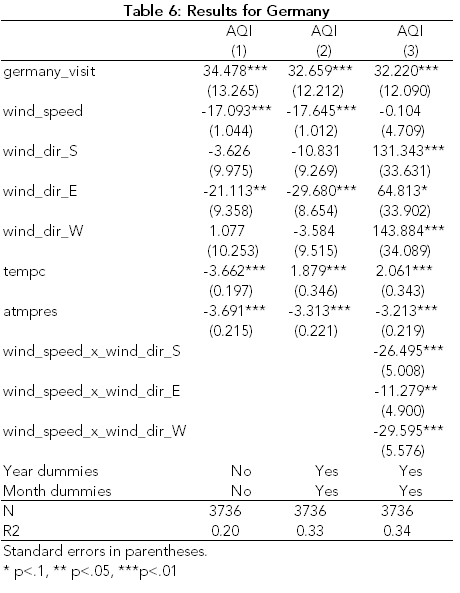 Table 6: Results for Germany
AQI AQI AQI
(1) (2) (3)
germany_visit 34.478*** 32.659*** 32.220***
(13.265) (12.212) (12.090)
wind_speed -17.093*** -17.645*** -0.104
(1.044) (1.012) (4.709)
wind_dir_S -3.626 -10.831 131.343***
(9.975) (9.269) (33.631)
wind_dir_E -21.113** -29.680*** 64.813*
(9.358) (8.654) (33.902)
wind_dir_W 1.077 -3.584 143.884***
(10.253) (9.515) (34.089)
tempc -3.662*** 1.879*** 2.061***
(0.197) (0.346) (0.343)
atmpres -3.691*** -3.313*** -3.213***
(0.215) (0.221) (0.219)
wind_speed_x_wind_dir_S -26.495***
(5.008)
wind_speed_x_wind_dir_E -11.279**
(4.900)
wind_speed_x_wind_dir_W -29.595***
(5.576)
Year dummies No Yes Yes
Month dummies No Yes Yes
N 3736 3736 3736
R2 0.20 0.33 0.34
Standard errors in parentheses.
* p<.1, ** p<.05, ***p<.01